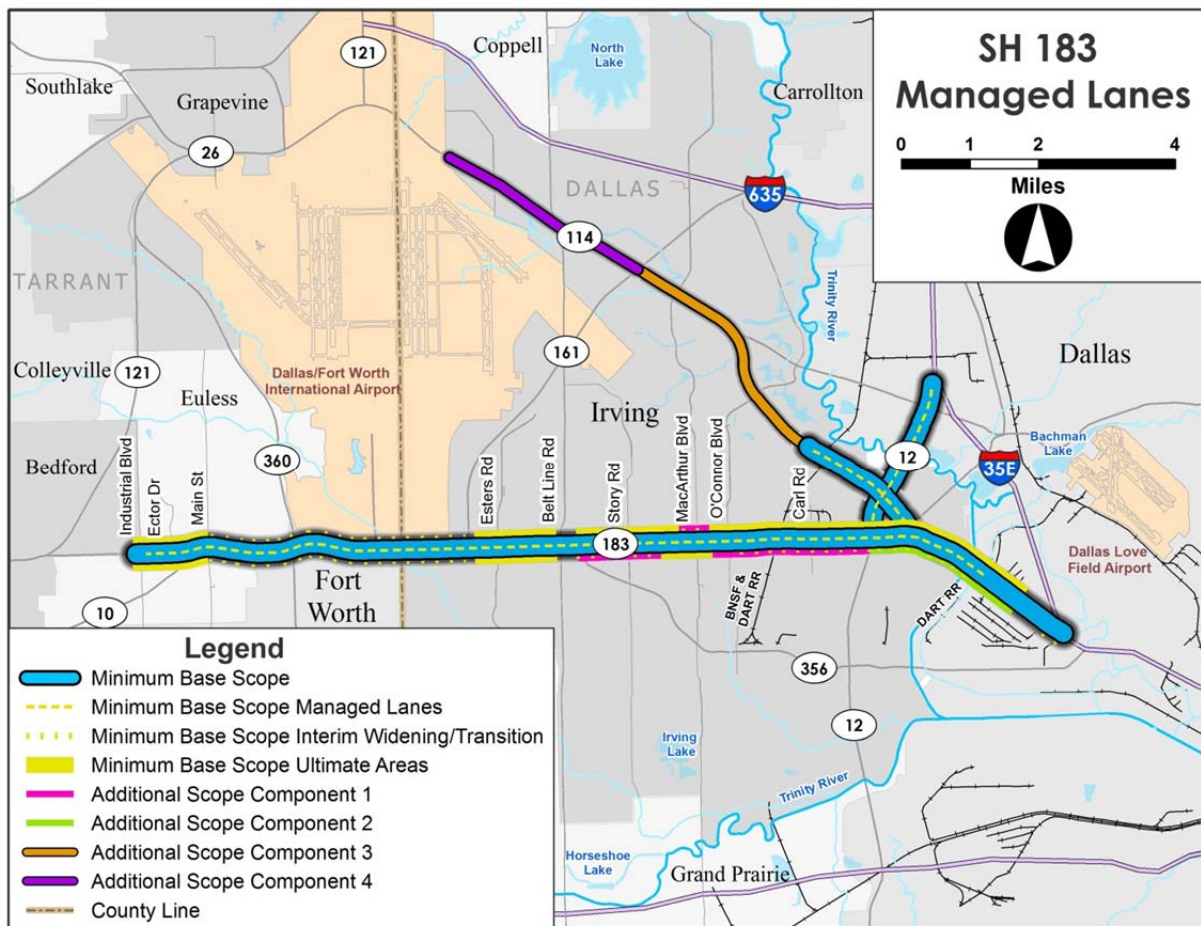 SH 183
Managed Lanes
0 1 2 4
Miles
121
Coppell
North
Lake
Carrollton
Southlake
Grapevine
26
DALLAS
635
114
TARRANT
Trinity River
161
Dallas
Colleyville
121
Dallas/Fort Worth
International Airport
Euless
Irving
Bachman
Lake
12
35E
Bedford
360
Industrial Blvd
Ector Dr
Main St
Esters Rd
Belt Line Rd
Story Rd
MacArthur Blvd
O'Connor Blvd
Carl Rd
183
Dallas Love
Field Airport
Fort
Worth
10
BNSF &
DART RR
DART RR
356
12
Irving
Lake
Trinity River
Horseshoe
Lake
Grand Prairie
Legend
Minimum Base Scope
Minimum Base Scope Managed Lanes
Minimum Base Scope Interim Widening/Transition
Minimum Base Scope Ultimate Areas
Additional Scope Component 1
Additional Scope Component 2
Additional Scope Component 3
Additional Scope Component 4
County Line